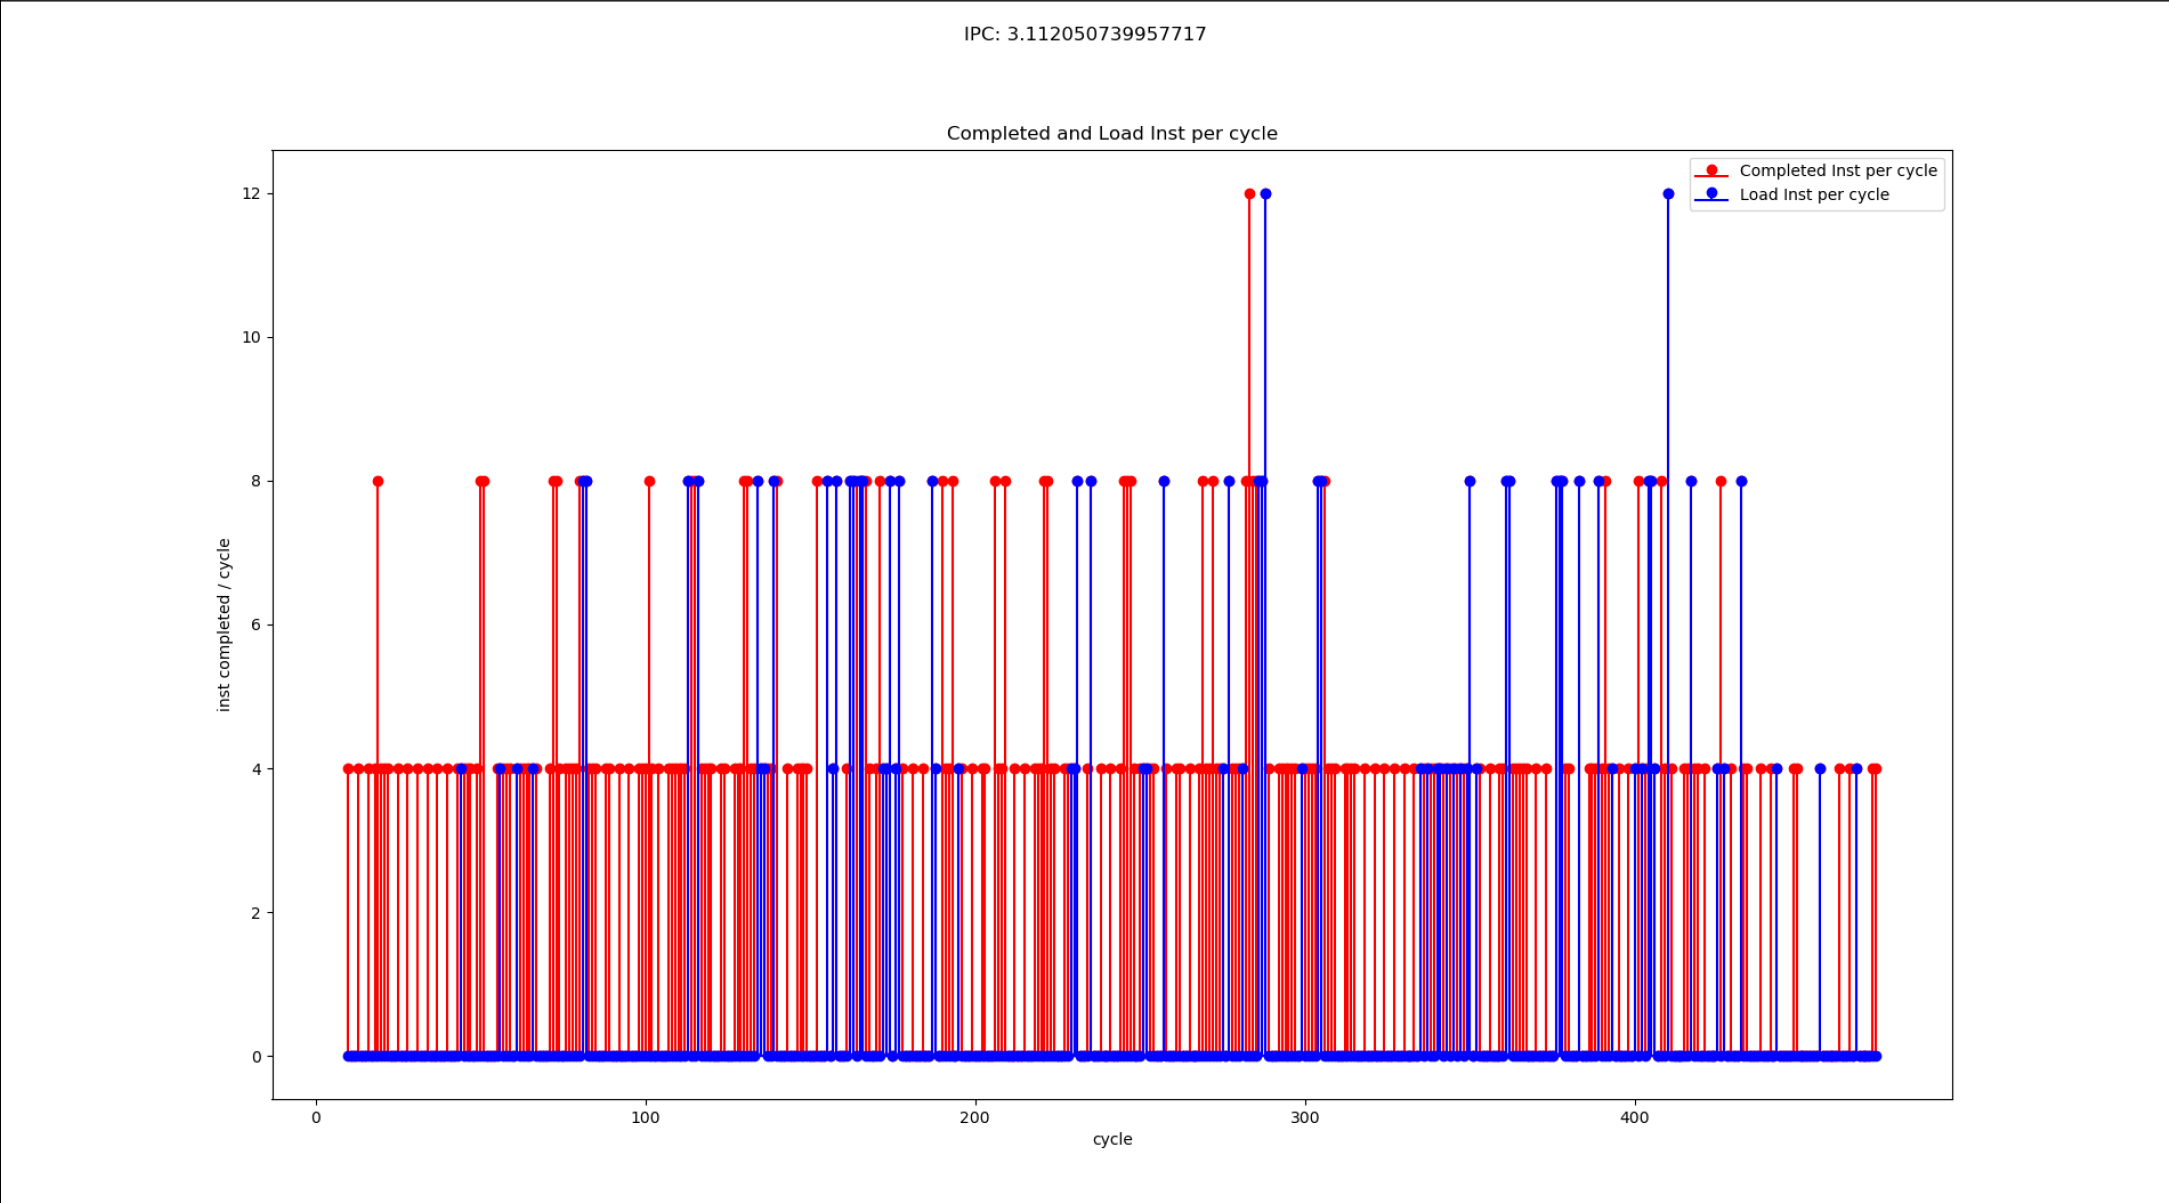 IPC: 3.112050739957717
Completed and Load Inst per cycle
Completed Inst per cycle
Load Inst per cycle
12
10
8
6
4
2
0
inst completed / cycle
0 100 200 300 400
cycle